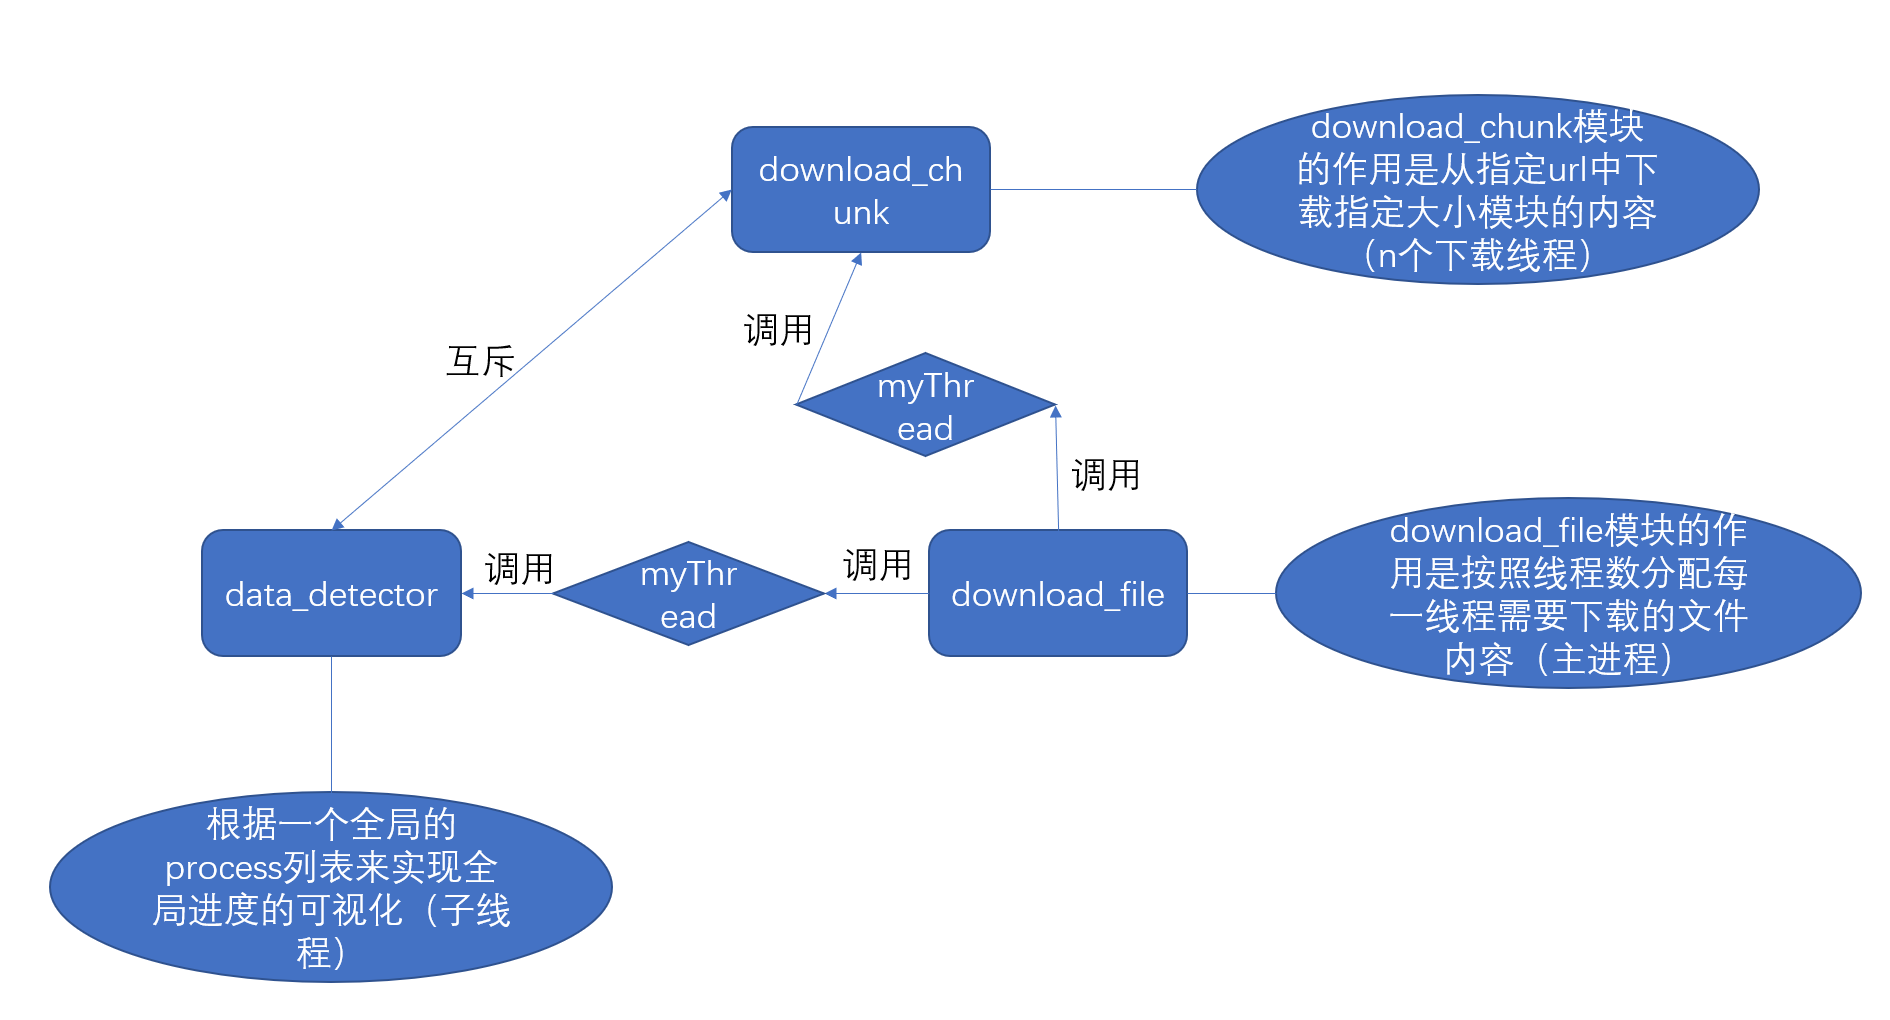 download_chunk模块
的作用是从指定url中下
载指定大小模块的内容
（n个下载线程）
download_ch
unk
调用
互斥
myThr
ead
调用
download_file模块的作
用是按照线程数分配每
一线程需要下载的文件
内容（主进程）
data_detector
调用
myThr
ead
调用
download_file
根据一个全局的
process列表来实现全
局进度的可视化（子线
程）